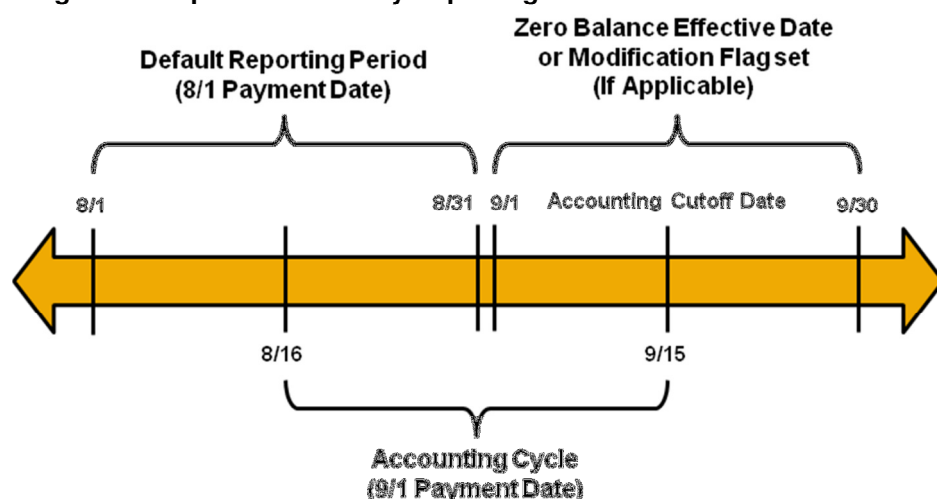 Zero Balance Effective Date
or Modification Flag set
(If Applicable)
Default Reporting Period
(8/1 Payment Date)
8/1
8/31
9/1
Accounting Cutoff Date
9/30
8/16
9/15
Accounting Cycle
(9/1 Payment Date)